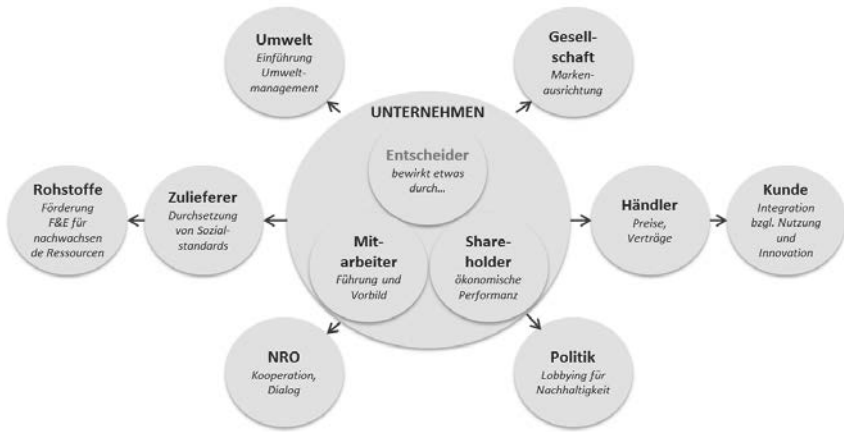 Umwelt
Einführung
Umwelt-
management
Gesell-
schaft
Marken-
ausrichtung
UNTERNEHMEN
Entscheider
bewirkt etwas
durch...
Rohstoffe
Förderung
F&E für
nachwachsen
de Ressourcen
Zulieferer
Durchsetzung
von Sozial-
standards
Händler
Preise,
Verträge
Kunde
Integration
bzgl. Nutzung
und
Innovation
Mit-
arbeiter
Führung und
Vorbild
Share-
holder
ökonomische
Performanz
NRO
Kooperation,
Dialog
Politik
Lobbying für
Nachhaltigkeit